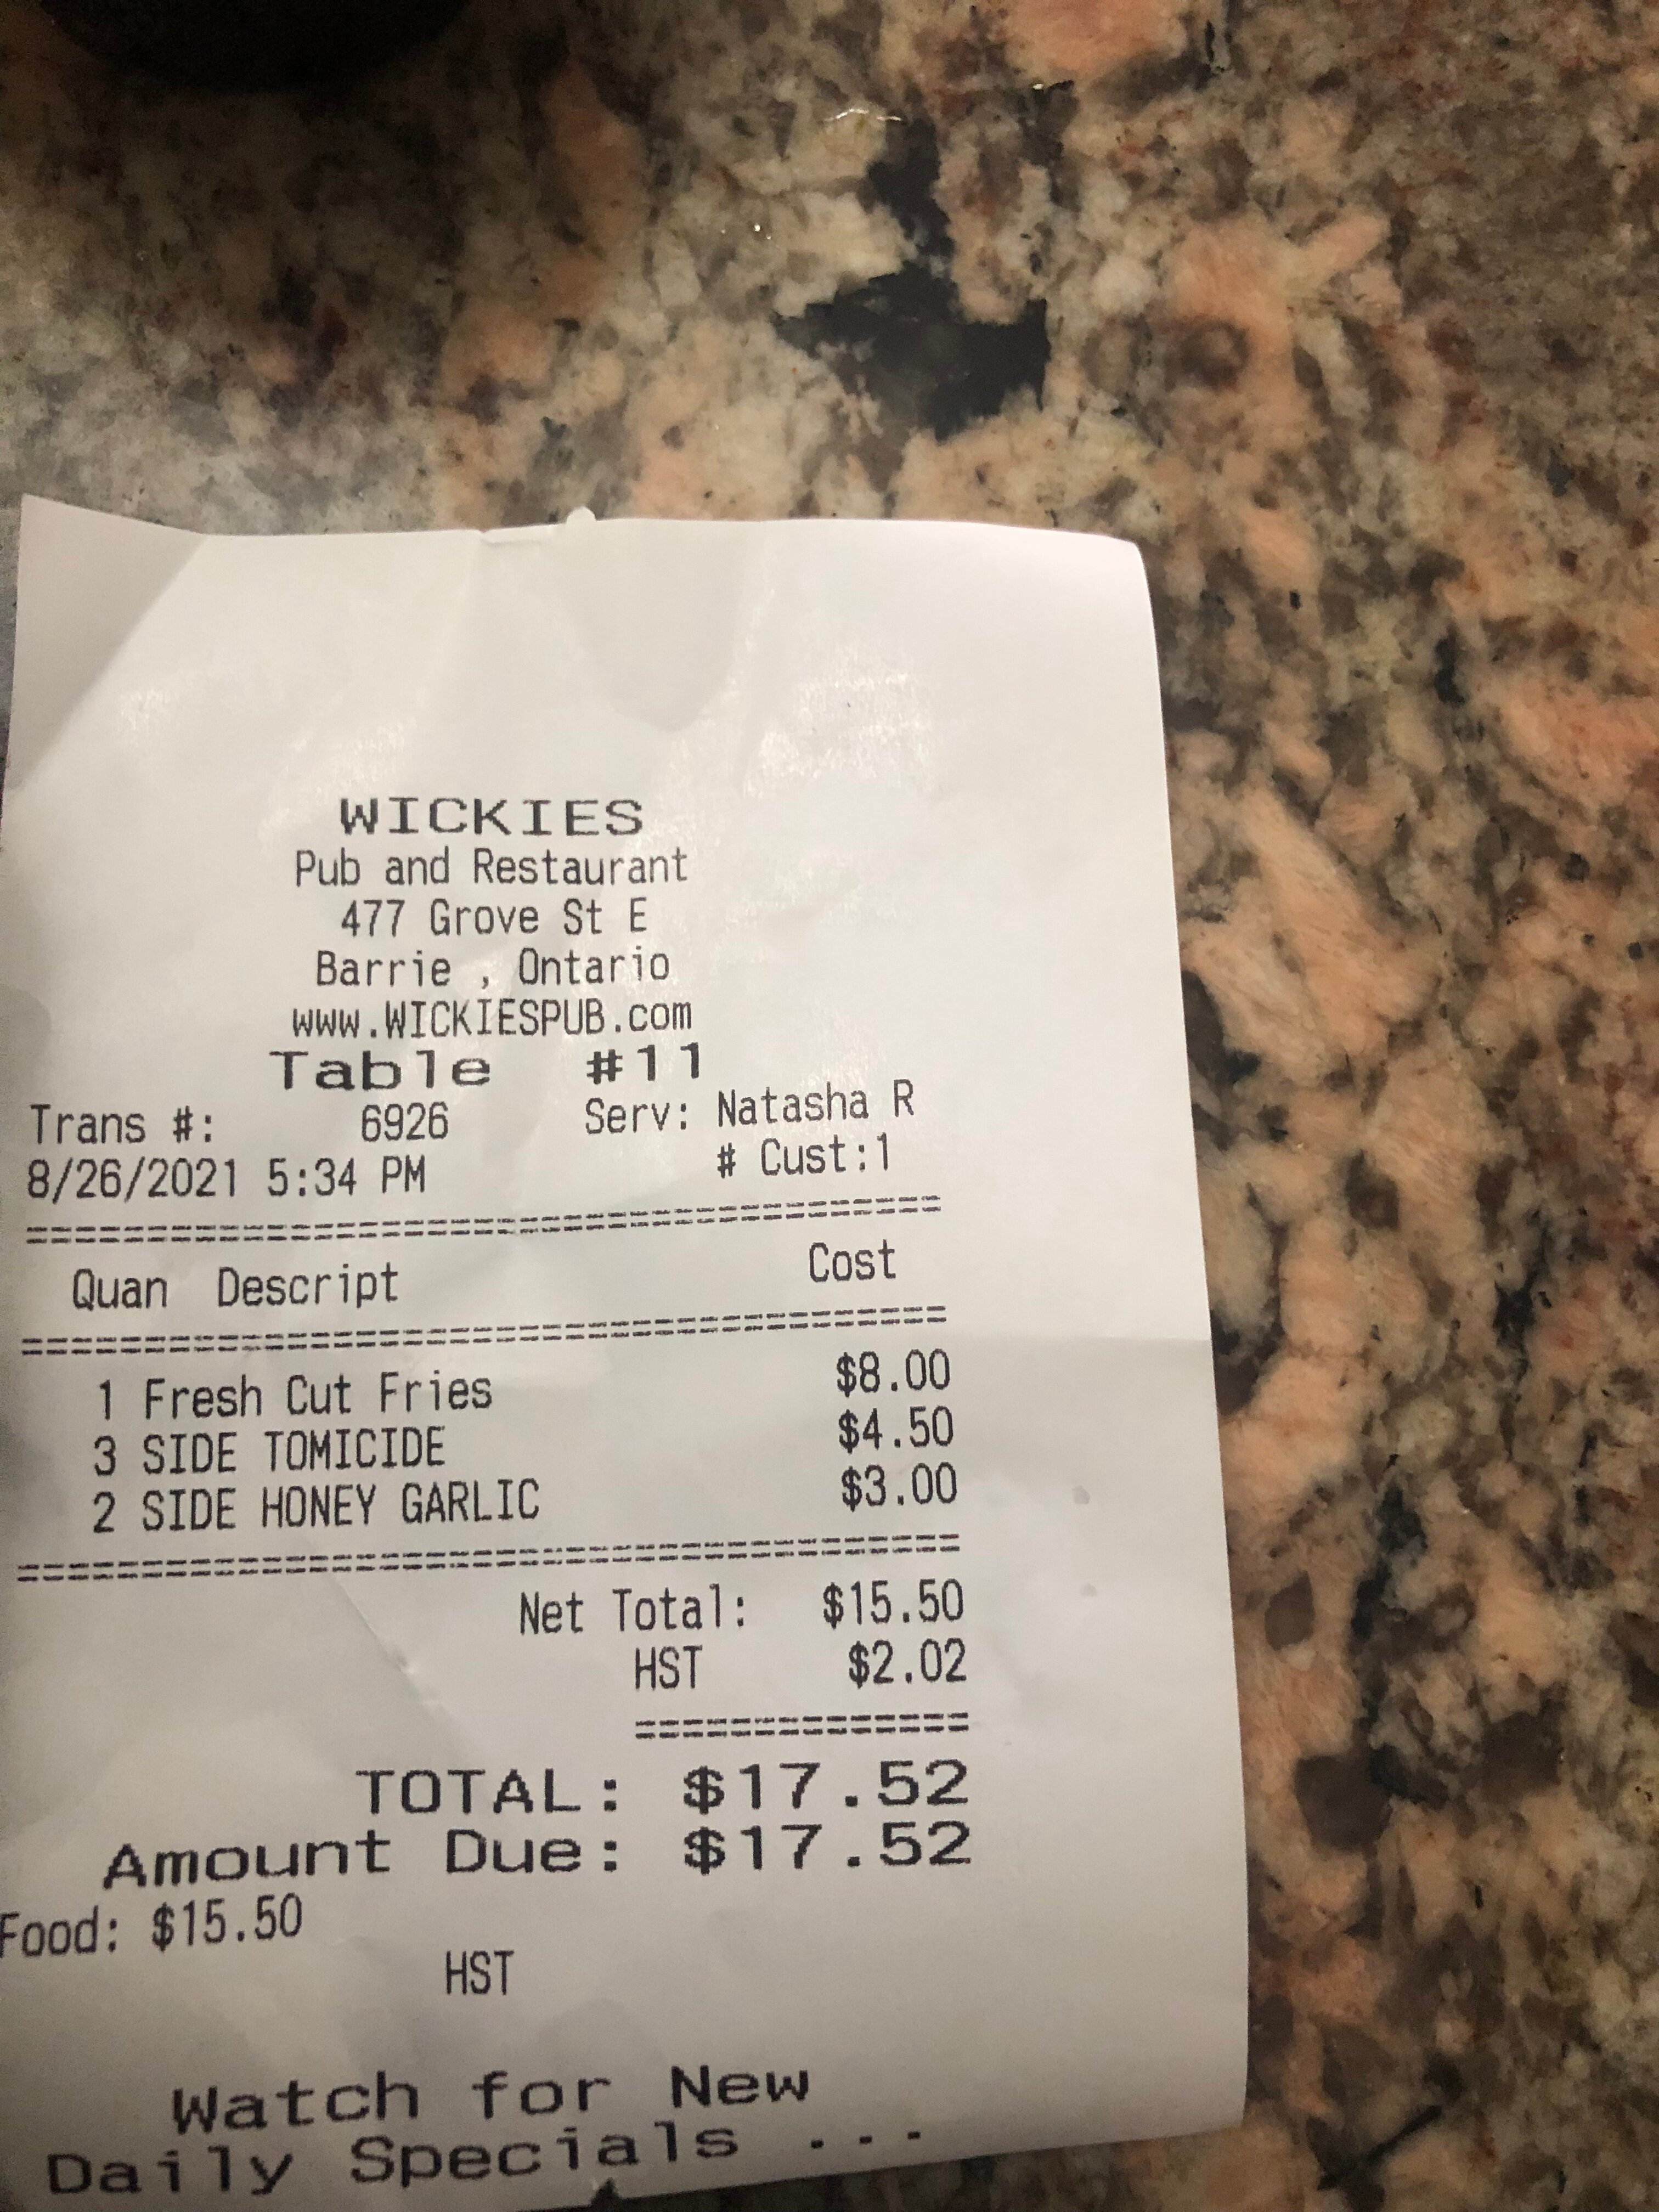 WICKIES
Pub and Restaurant
477 Grove St E
Barrie , Ontario
www.WICKIESPUB.com
Table #11
Trans #: 6926 Serv: Natasha R
8/26/2021 5:34 PM # Cust:1
Quan Descript Cost
1 Fresh Cut Fries $8.00
3 SIDE TOMICIDE $4.50
2 SIDE HONEY GARLIC $3.00
Net Total: $15.50
HST $2.02
TOTAL: $17.52
Amount Due: $17.52
Food: $15.50
HST
Watch for New
Daily Specials ...